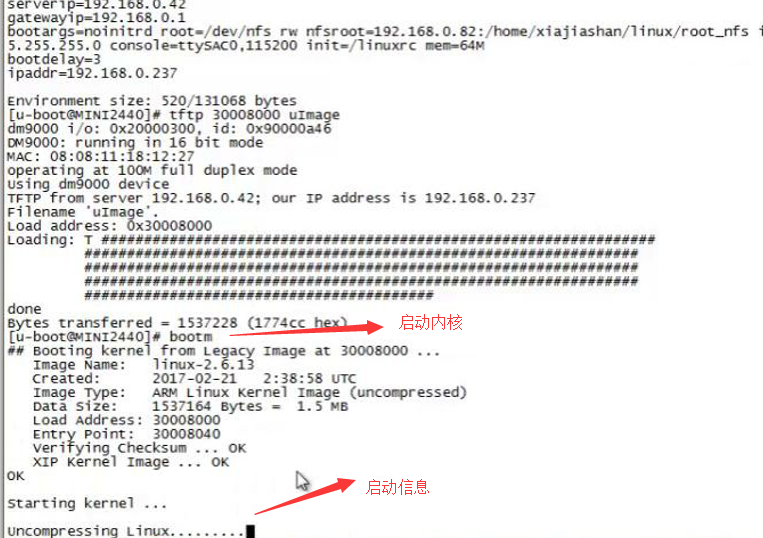 serverip=192.168.0.42
gatewayip=192.168.0.1
bootargs=noinitrd root=/dev/nfs rw nfsroot=192.168.0.82:/home/xiajiashan/linux/root_nfs i
5.255.255.0 console=ttySAC0,115200 init=/linuxrc mem=64M
bootdelay=3
ipaddr=192.168.0.237
Environment size: 520/131068 bytes
[u-boot@MINI2440]# tftp 30008000 uImage
dm9000 i/o: 0x20000300, id: 0x90000a46
DM9000: running in 16 bit mode
MAC: 08:08:11:18:12:27
operating at 100M full duplex mode
Using dm9000 device
TFTP from server 192.168.0.42; our IP address is 192.168.0.237
Filename 'uImage'.
Load address: 0x30008000
Loading: T #################################################################
#################################################################
#################################################################
#################################################################
#########################################
done
Bytes transferred = 1537228 (1774cc hex)
[u-boot@MINI2440]# bootm
启动内核
## Booting kernel from Legacy Image at 30008000 ...
Image Name: linux-2.6.13
Created: 2017-02-21 2:38:58 UTC
Image Type: ARM Linux Kernel Image (uncompressed)
Data Size: 1537164 Bytes = 1.5 MB
Load Address: 30008000
Entry Point: 30008040
Verifying Checksum ... OK
XIP Kernel Image ... OK
OK
启动信息
Starting kernel ...
Uncompressing Linux.........